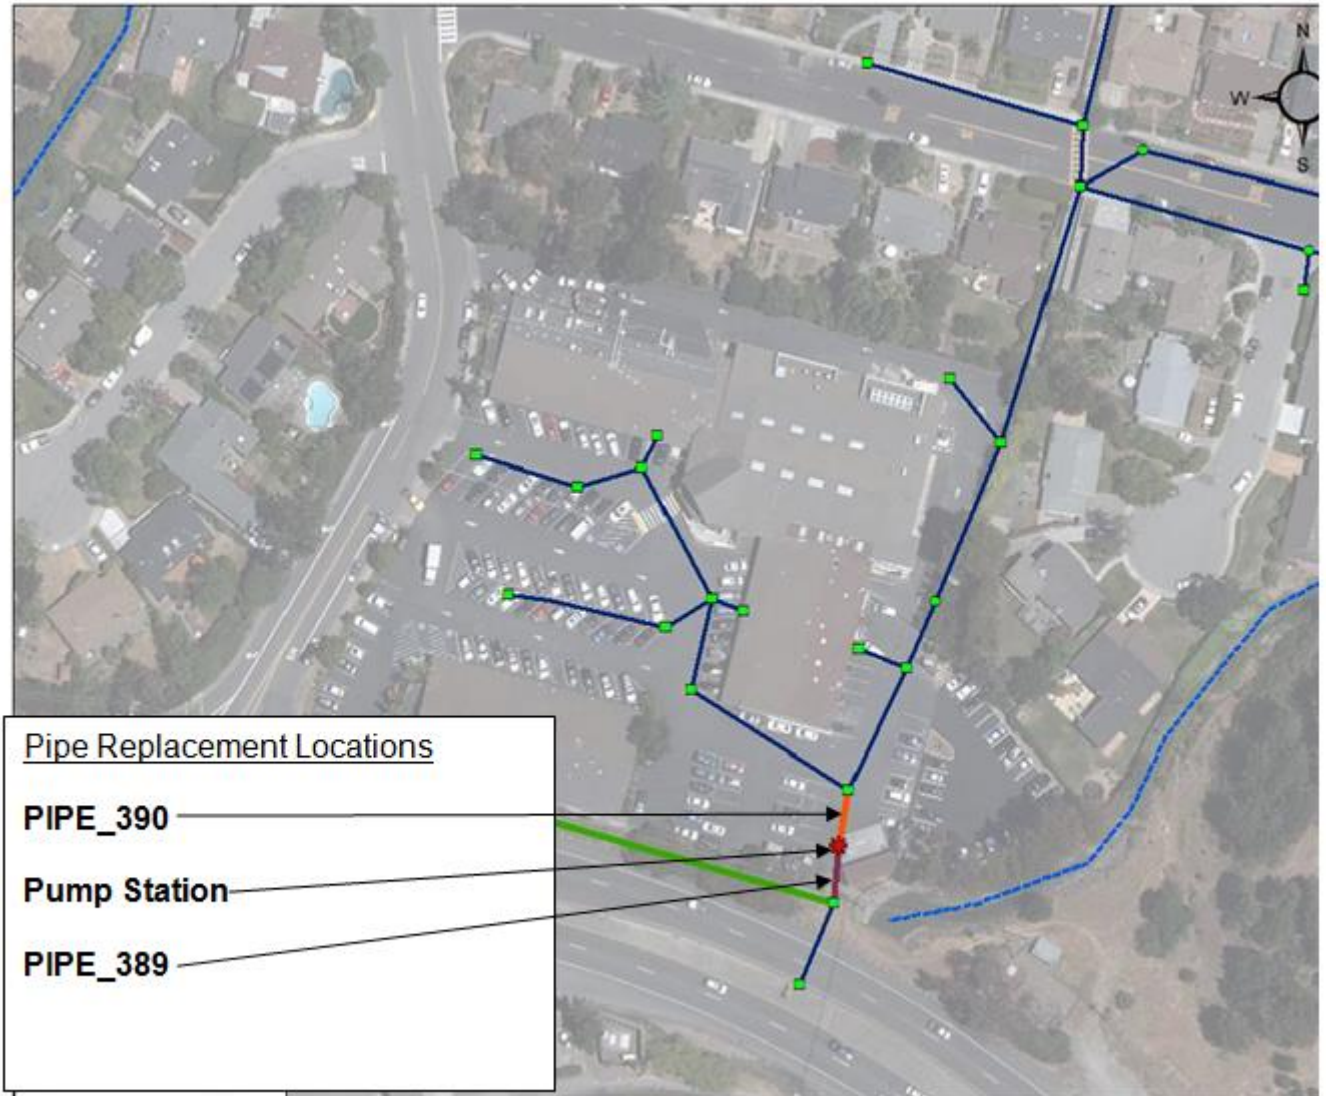 N
W
S
Pipe Replacement Locations
PIPE_390
Pump Station
PIPE_389